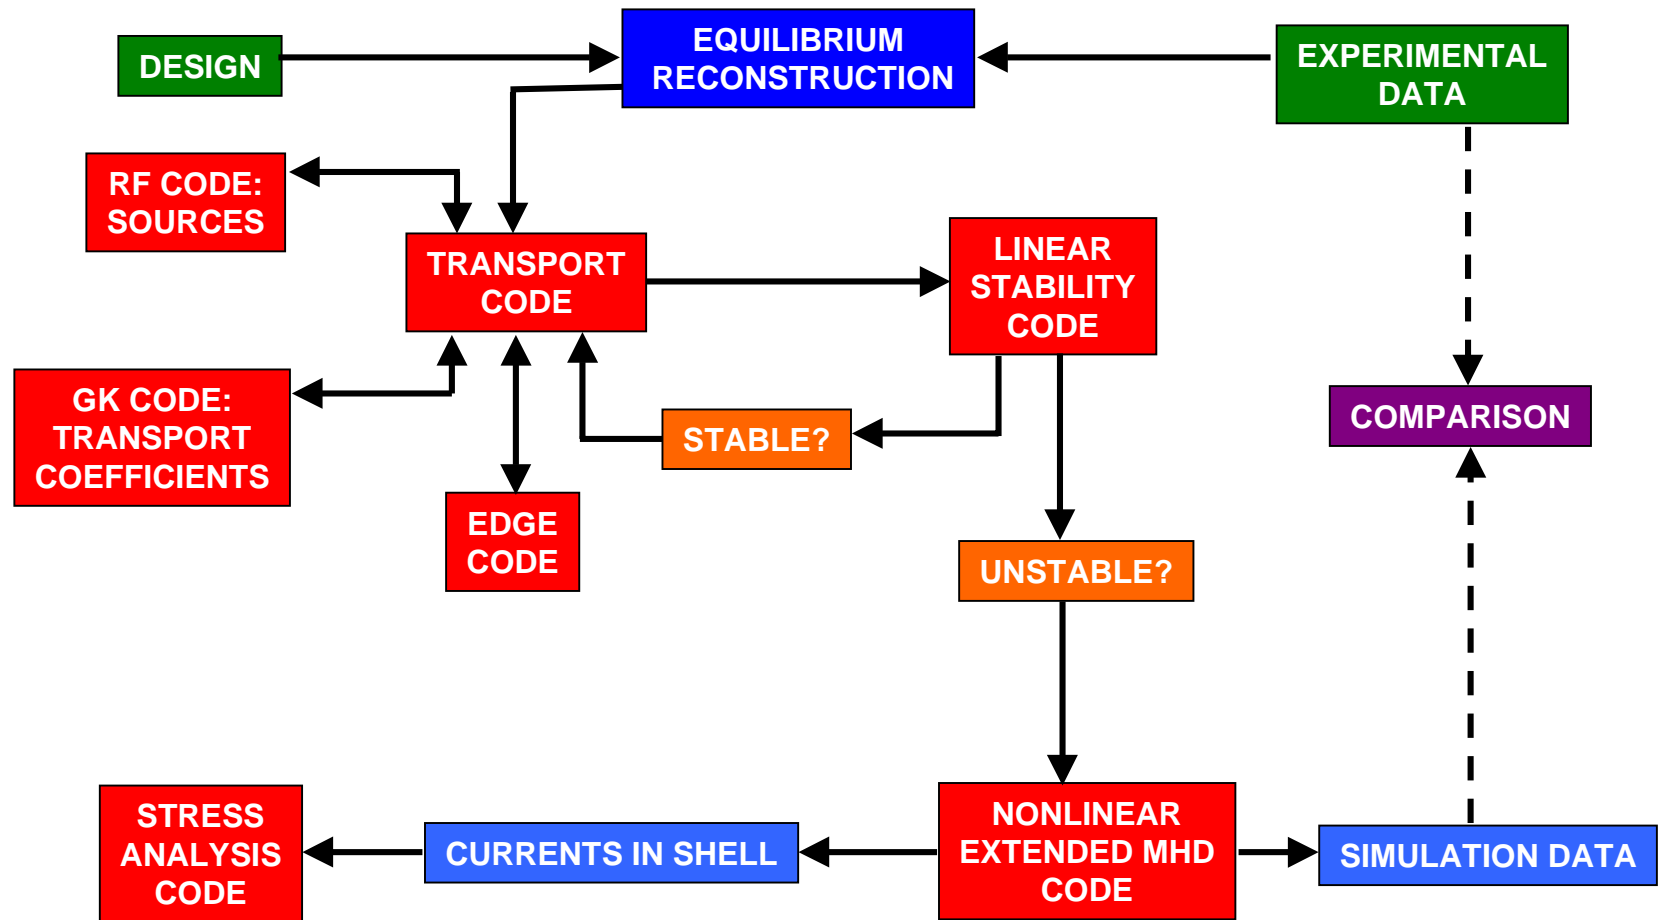 DESIGN
EQUILIBRIUM
RECONSTRUCTION
EXPERIMENTAL
DATA
RF CODE:
SOURCES
TRANSPORT
CODE
LINEAR
STABILITY
CODE
GK CODE:
TRANSPORT
COEFFICIENTS
STABLE?
COMPARISON
EDGE
CODE
UNSTABLE?
STRESS
ANALYSIS
CODE
CURRENTS IN SHELL
NONLINEAR
EXTENDED MHD
CODE
SIMULATION DATA